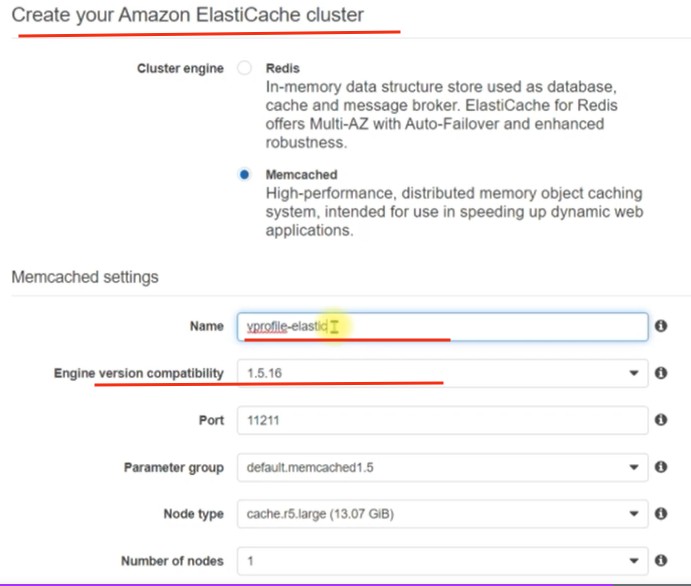 Create your Amazon ElastiCache cluster
Cluster engine
Redis
In-memory data structure store used as database,
cache and message broker. ElastiCache for Redis
offers Multi-AZ with Auto-Failover and enhanced
robustness.
Memcached
High-performance, distributed memory object caching
system, intended for use in speeding up dynamic web
applications.
Memcached settings
Name vprofile-elastic
Engine version compatibility 1.5.16
Port 11211
Parameter group default.memcached1.5
Node type cache.r5.large (13.07 GiB)
Number of nodes 1